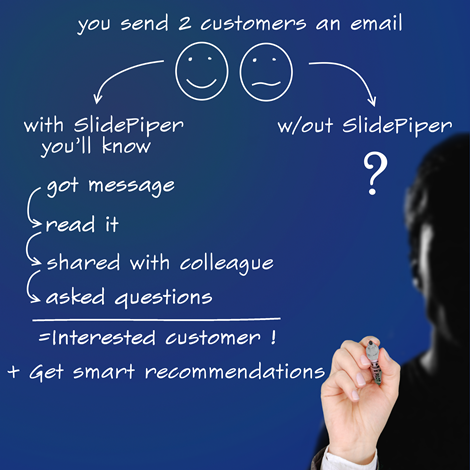 you send 2 customers an email
with SlidePiper
you'll know
w/out SlidePiper
?
got message
read it
shared with colleague
asked questions
=Interested customer !
+ Get smart recommendations